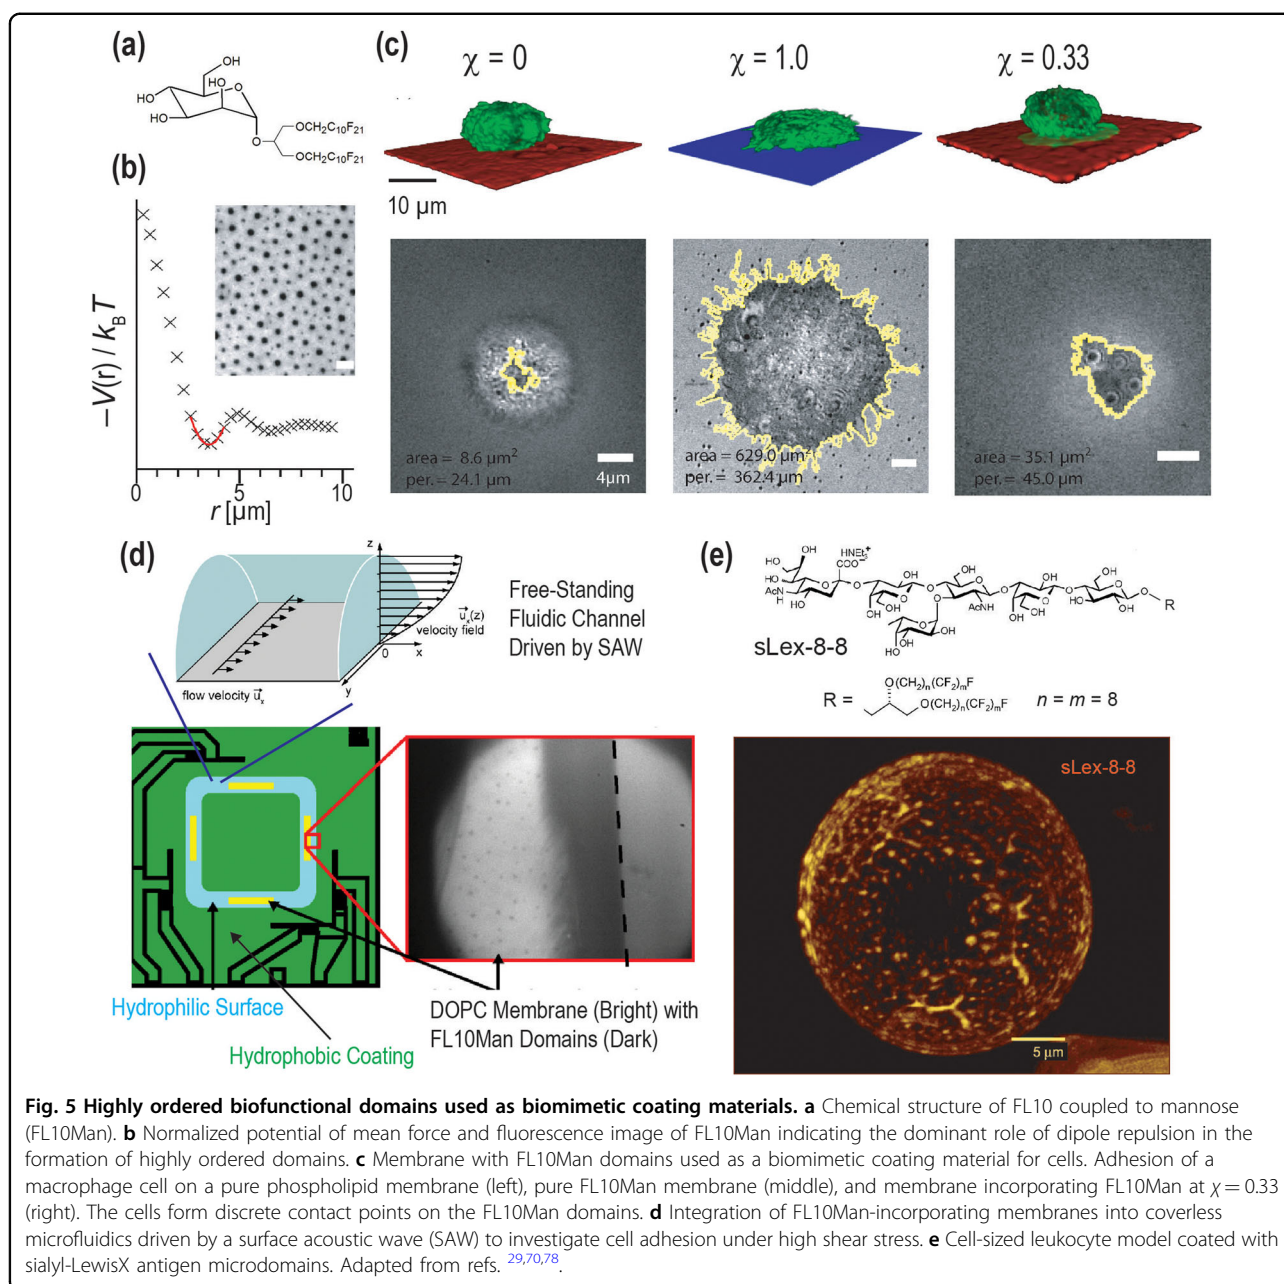 (a)
OH
HO
O
HO
HO
O
OCH2C10F21
OCH2C10F21
(b)
−V(r) / kBT
0
5
10
r [µm]
(c)
χ = 0
χ = 1.0
χ = 0.33
10 µm
area = 8.6 µm²
per. = 24.1 µm
4µm
area = 629.0 µm²
per. = 362.4 µm
area = 35.1 µm²
per. = 45.0 µm
(d)
z
ux(z)
velocity field
0
x
y
flow velocity ux
Free-Standing
Fluidic Channel
Driven by SAW
Hydrophilic Surface
Hydrophobic Coating
DOPC Membrane (Bright) with
FL10Man Domains (Dark)
(e)
sLex-8-8
R
R =
O(CH2)n(CF2)mF
O(CH2)n(CF2)mF
n = m = 8
sLex-8-8
5 µm
Fig. 5 Highly ordered biofunctional domains used as biomimetic coating materials. a Chemical structure of FL10 coupled to mannose
(FL10Man). b Normalized potential of mean force and fluorescence image of FL10Man indicating the dominant role of dipole repulsion in the
formation of highly ordered domains. c Membrane with FL10Man domains used as a biomimetic coating material for cells. Adhesion of a
macrophage cell on a pure phospholipid membrane (left), pure FL10Man membrane (middle), and membrane incorporating FL10Man at χ = 0.33
(right). The cells form discrete contact points on the FL10Man domains. d Integration of FL10Man-incorporating membranes into coverless
microfluidics driven by a surface acoustic wave (SAW) to investigate cell adhesion under high shear stress. e Cell-sized leukocyte model coated with
sialyl-LewisX antigen microdomains. Adapted from refs. 29,70,78.